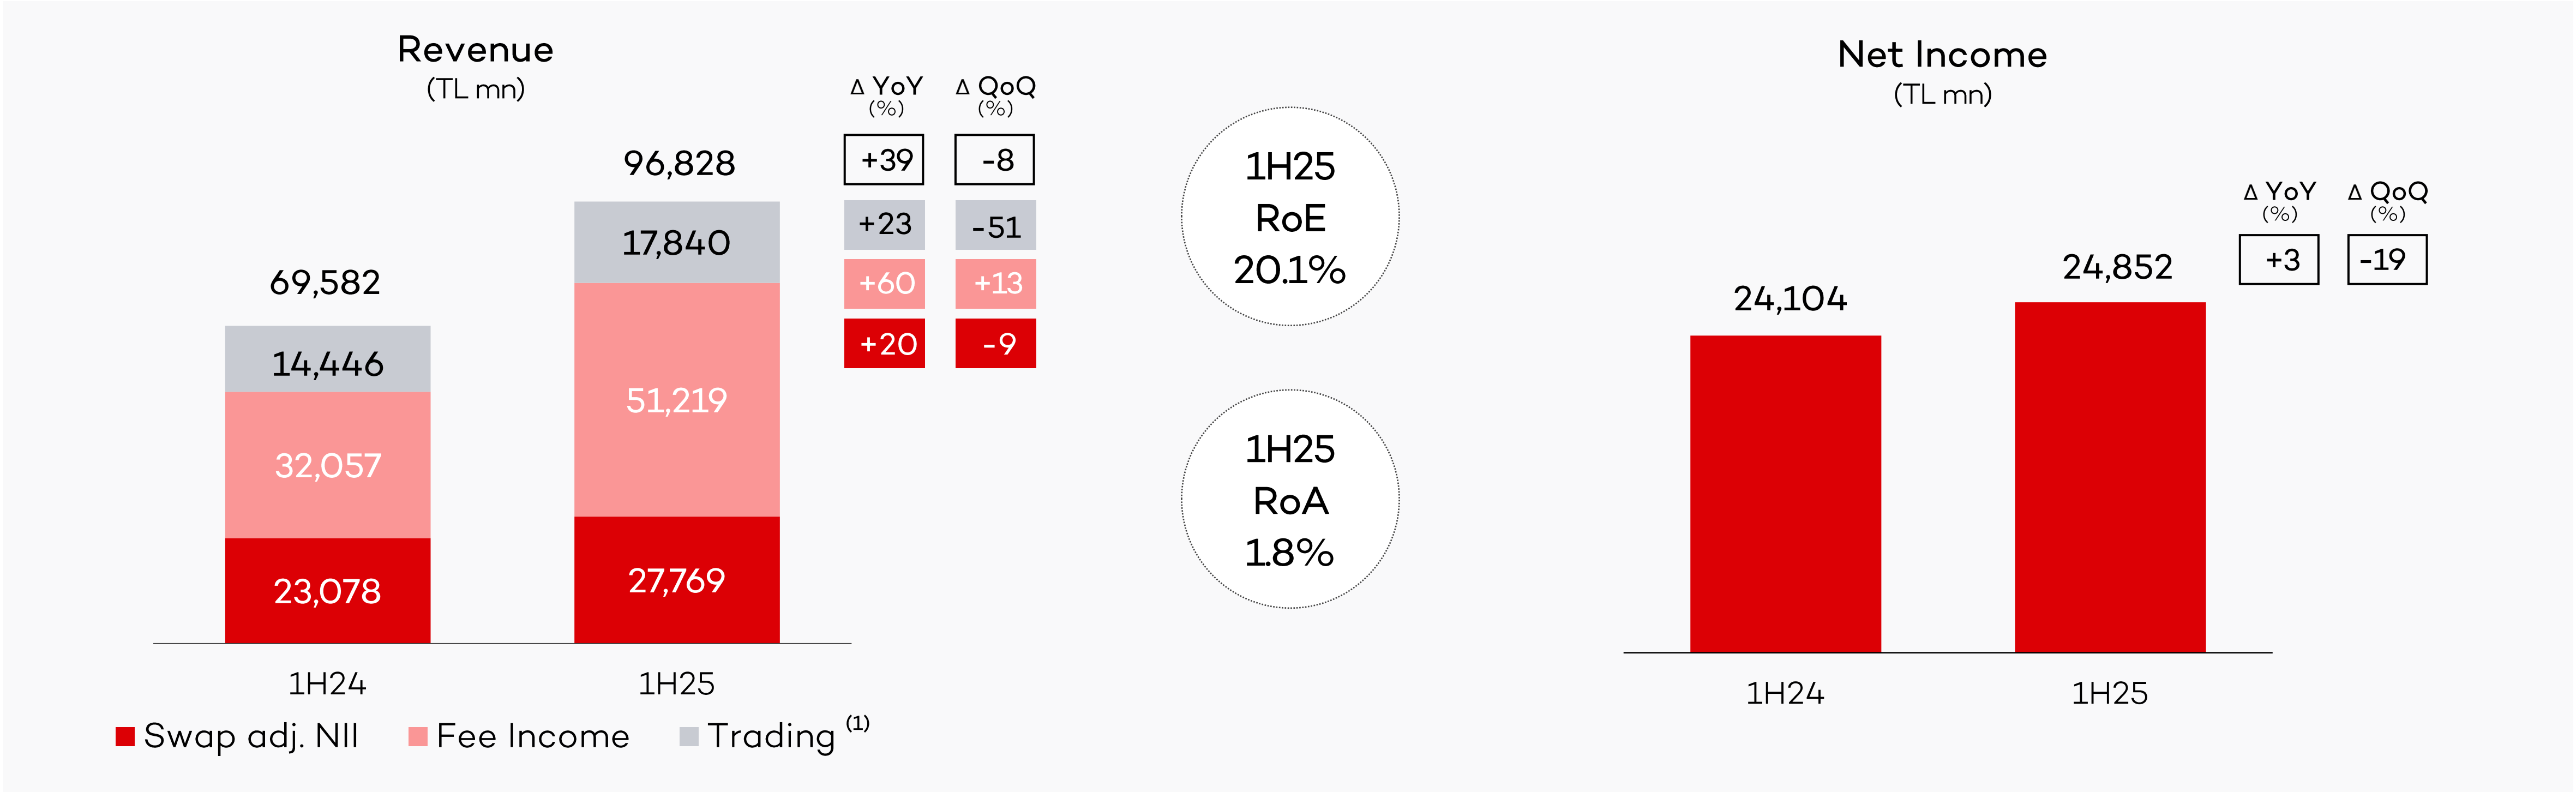 Revenue
(TL mn)
Δ YoY
(%)
Δ QoQ
(%)
+39
-8
+23
-51
+60
+13
+20
-9
69,582
14,446
32,057
23,078
96,828
17,840
51,219
27,769
1H24
1H25
Swap adj. NII
Fee Income
Trading (1)
1H25
RoE
20.1%
1H25
RoA
1.8%
Net Income
(TL mn)
Δ YoY
(%)
Δ QoQ
(%)
+3
-19
24,104
24,852
1H24
1H25